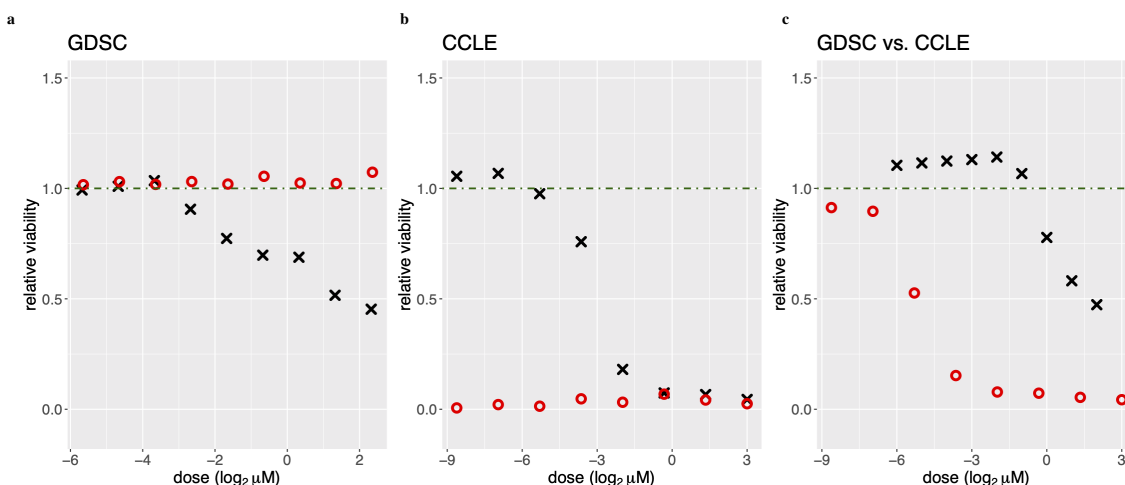 a
GDSC
1.5
1.0
0.5
0.0
relative viability
−6 −4 −2 0 2
dose (log2 μM)
b
CCLE
1.5
1.0
0.5
0.0
relative viability
−9 −6 −3 0 3
dose (log2 μM)
c
GDSC vs. CCLE
1.5
1.0
0.5
0.0
relative viability
−9 −6 −3 0 3
dose (log2 μM)